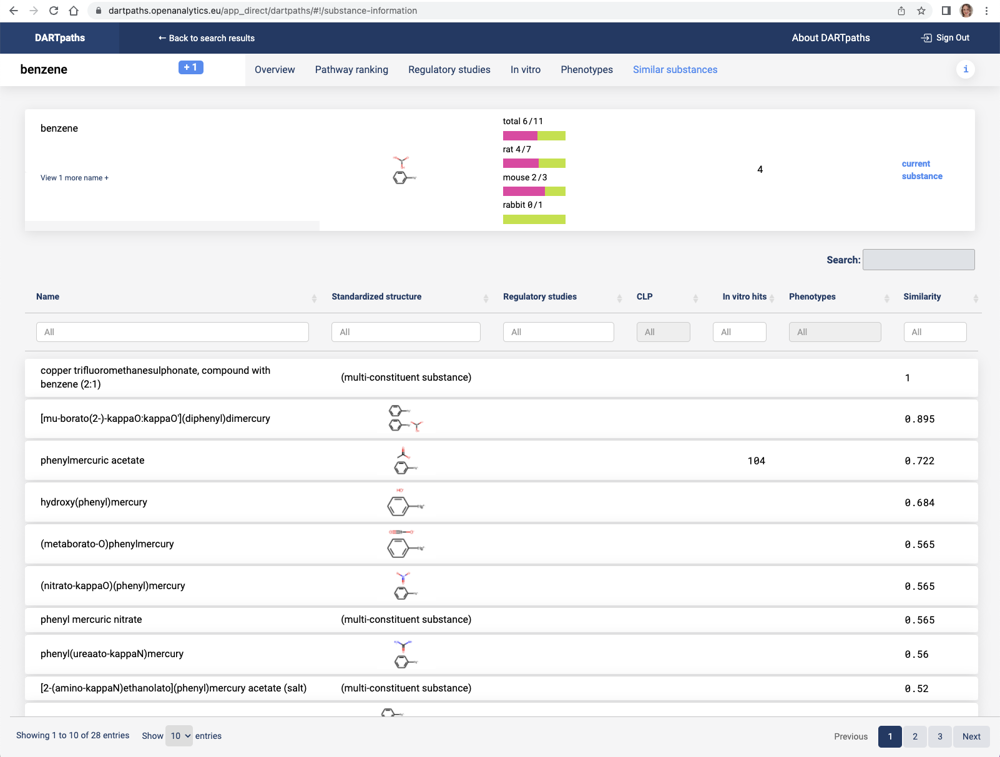 dartpaths.openanalytics.eu/app_direct/dartpaths/#!/substance-information
DARTpaths
← Back to search results
About DARTpaths
Sign Out
benzene
+ 1
Overview
Pathway ranking
Regulatory studies
In vitro
Phenotypes
Similar substances
i
benzene
View 1 more name +
total 6/11
rat 4/7
mouse 2/3
rabbit 0/1
4
current
substance
Search:
Name
Standardized structure
Regulatory studies
CLP
In vitro hits
Phenotypes
Similarity
All
All
All
All
All
All
All
copper trifluoromethanesulphonate, compound with
benzene (2:1)
(multi-constituent substance)
1
[mu-borato(2-)-kappaO:kappaO'](diphenyl)dimercury
0.895
phenylmercuric acetate
104
0.722
hydroxy(phenyl)mercury
0.684
(metaborato-O)phenylmercury
0.565
(nitrato-kappaO)(phenyl)mercury
0.565
phenyl mercuric nitrate
(multi-constituent substance)
0.565
phenyl(ureaato-kappaN)mercury
0.56
[2-(amino-kappaN)ethanolato](phenyl)mercury acetate (salt)
(multi-constituent substance)
0.52
Showing 1 to 10 of 28 entries
Show 10 entries
Previous
1
2
3
Next